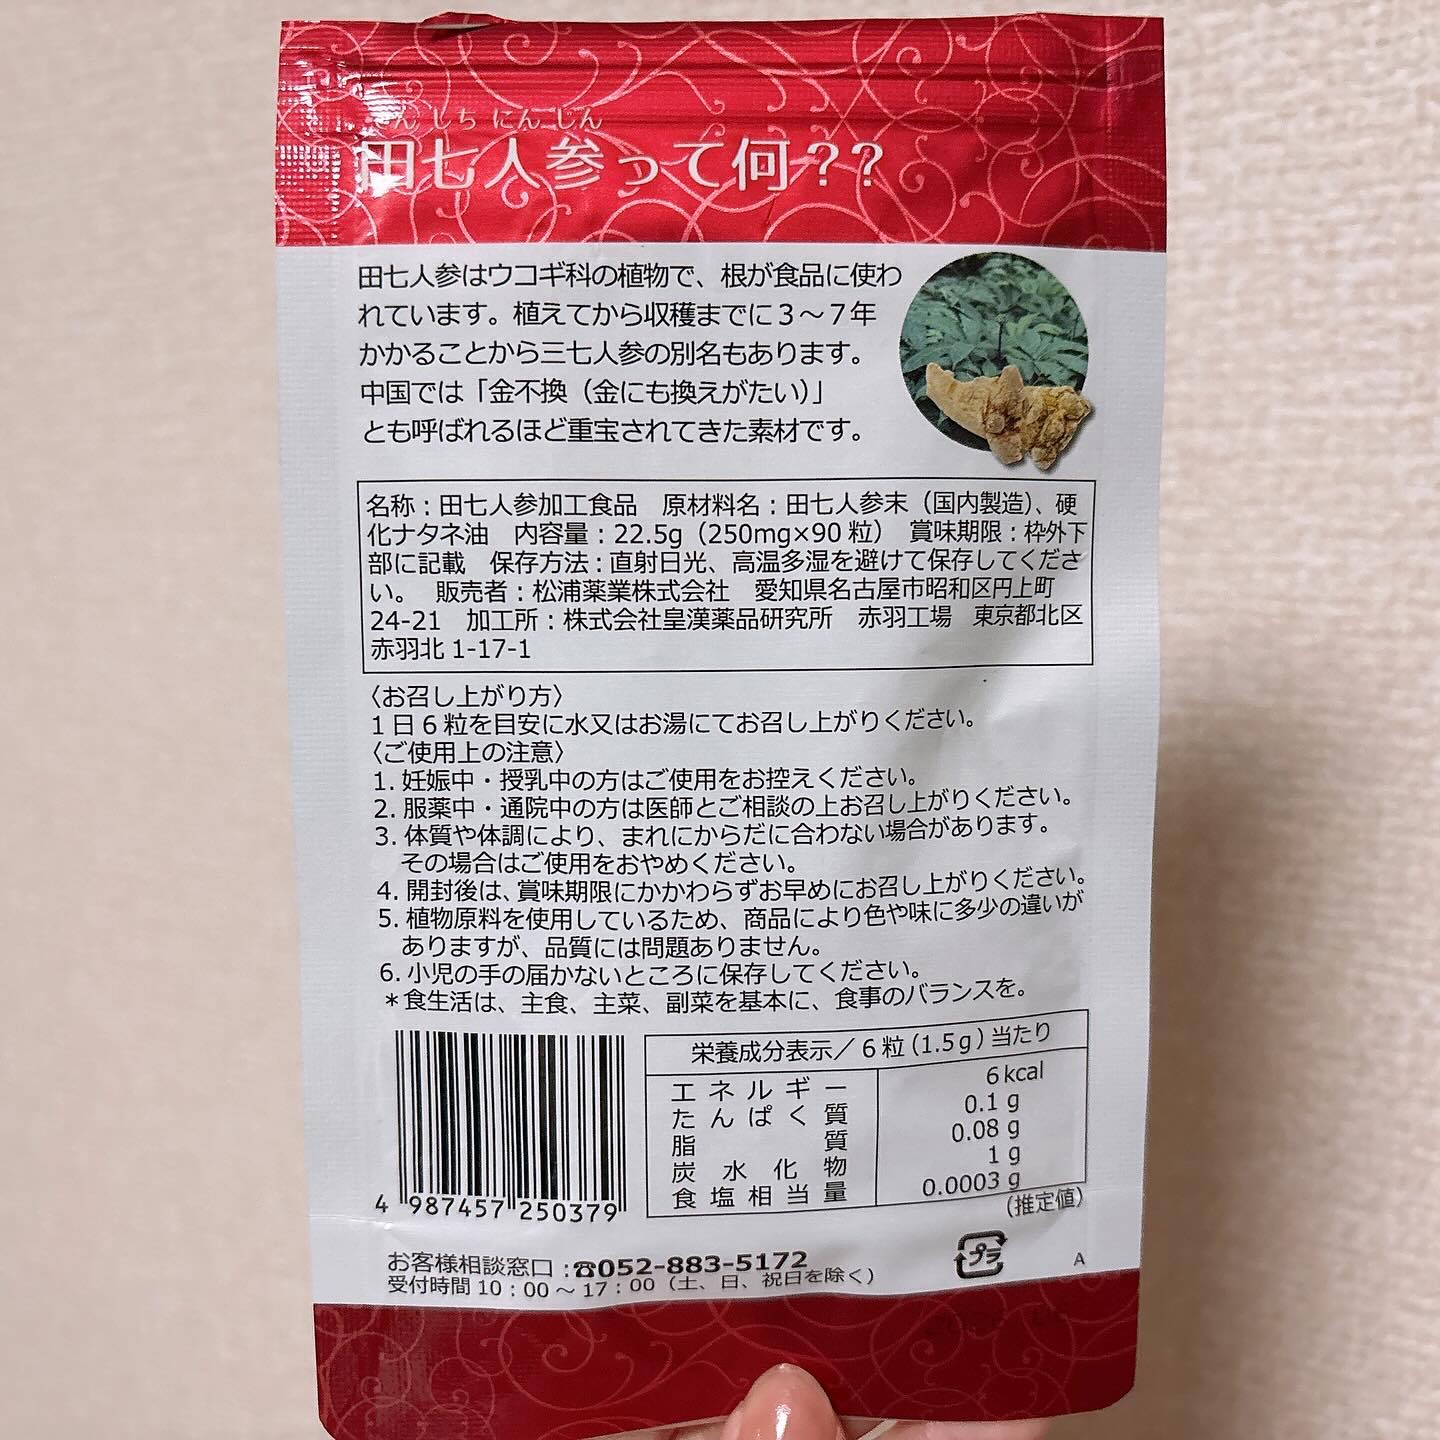 でんしちにんじん
田七人参って何??
田七人参はウコギ科の植物で、根が食品に使わ
れています。植えてから収穫までに3~7年
かかることから三七人参の別名もあります。
中国では「金不換(金にも換えがたい)」
とも呼ばれるほど重宝されてきた素材です。
名称:田七人参加工食品 原材料名:田七人参末(国内製造)、硬
化ナタネ油 内容量:22.5g(250mg×90粒) 賞味期限:枠外下
部に記載 保存方法:直射日光、高温多湿を避けて保存してくださ
い。 販売者:松浦薬業株式会社 愛知県名古屋市昭和区円上町
24-21 加工所:株式会社皇漢薬品研究所 赤羽工場 東京都北区
赤羽北1-17-1
〈お召し上がり方〉
1日6粒を目安に水又はお湯にてお召し上がりください。
〈ご使用上の注意〉
1. 妊娠中・授乳中の方はご使用をお控えください。
2. 服薬中・通院中の方は医師とご相談の上お召し上がりください。
3. 体質や体調により、まれにからだに合わない場合があります。
その場合はご使用をおやめください。
4. 開封後は、賞味期限にかかわらずお早めにお召し上がりください。
5. 植物原料を使用しているため、商品により色や味に多少の違いが
ありますが、品質には問題ありません。
6. 小児の手の届かないところに保存してください。
*食生活は、主食、主菜、副菜を基本に、食事のバランスを。
栄養成分表示/6粒(1.5g)当たり
エネルギー 6kcal
たんぱく質 0.1g
脂質 0.08g
炭水化物 1g
食塩相当量 0.0003g
(推定値)
4 987457 250379
お客様相談窓口:☎052-883-5172
受付時間10:00~17:00(土、日、祝日を除く)
プラ
A